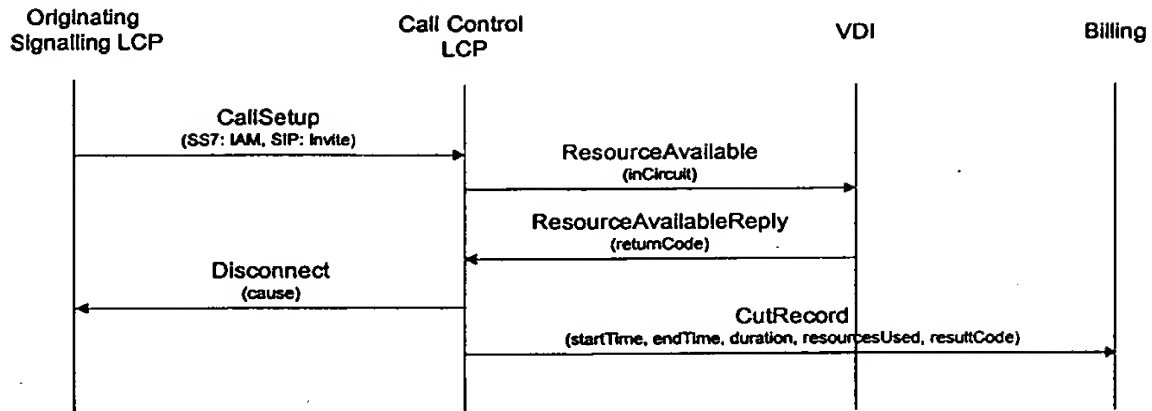 Originating
Signalling LCP
Call Control
LCP
VDI
Billing
CallSetup
(SS7: IAM, SIP: Invite)
ResourceAvailable
(inCircuit)
ResourceAvailableReply
(returnCode)
Disconnect
(cause)
CutRecord
(startTime, endTime, duration, resourcesUsed, resultCode)